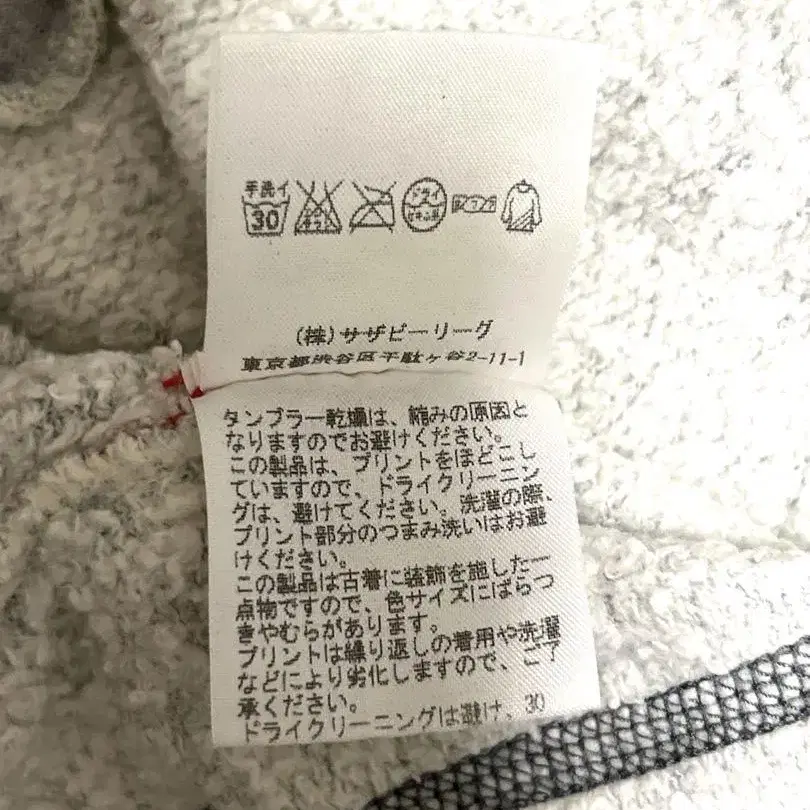 手洗イ
30
ドライ
(株)サザビーリーグ
東京都渋谷区千駄ヶ谷2-11-1
タンブラー乾燥は、縮みの原因と
なりますのでお避けください。
この製品は、プリントをほどこし
ていますので、ドライクリーニン
グは、避けてください。洗濯の際、
プリント部分のつまみ洗いはお避
けください。
この製品は古着に装飾を施した一
点物ですので、色サイズにばらつ
きやむらがあります。
プリントは繰り返しの着用や洗濯
などにより劣化しますので、ご了
承ください。
ドライクリーニングは避け、30